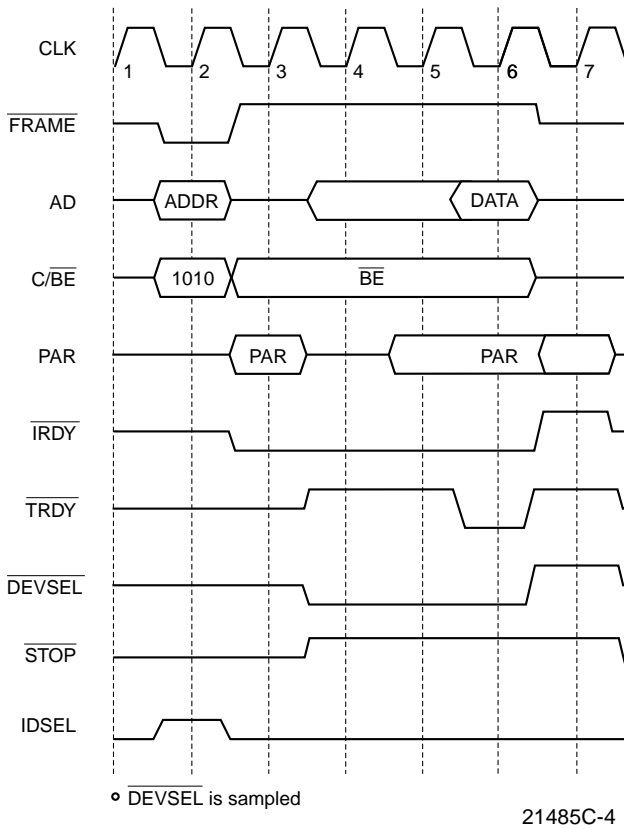 CLK
1 2 3 4 5 6 7
FRAME
AD
ADDR
DATA
C/BE
1010
BE
PAR
PAR
PAR
IRDY
TRDY
DEVSEL
STOP
IDSEL
DEVSEL is sampled
21485C-4